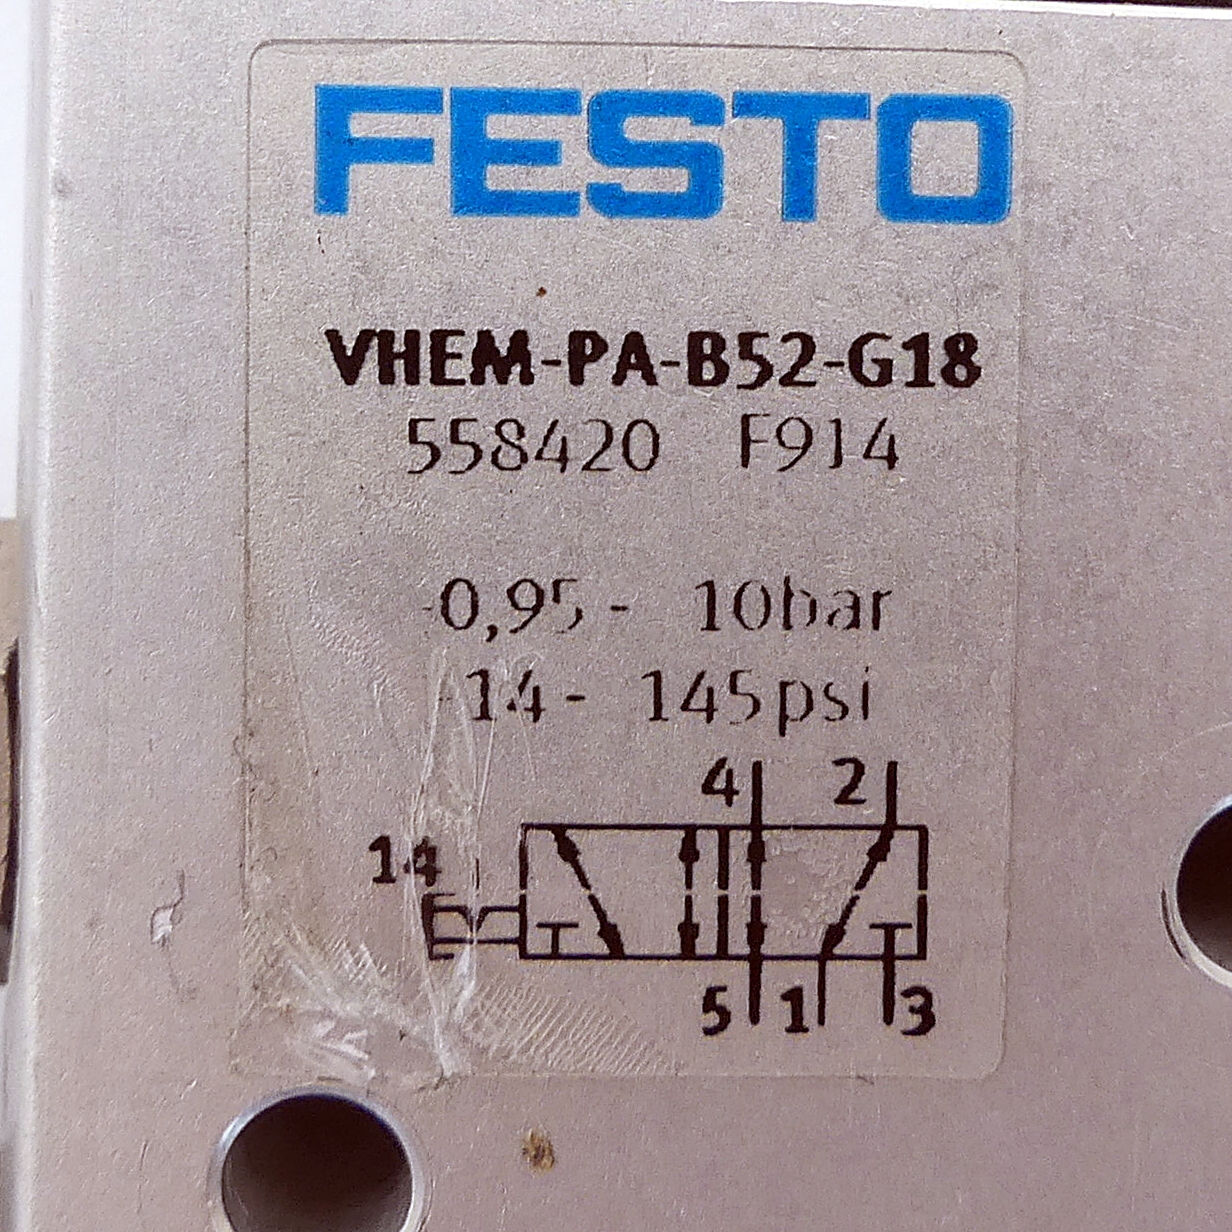 FESTO
VHEM-PA-B52-G18
558420 F914
-0,95 - 10bar
-14 - 145psi
4 2
14
5 1 3